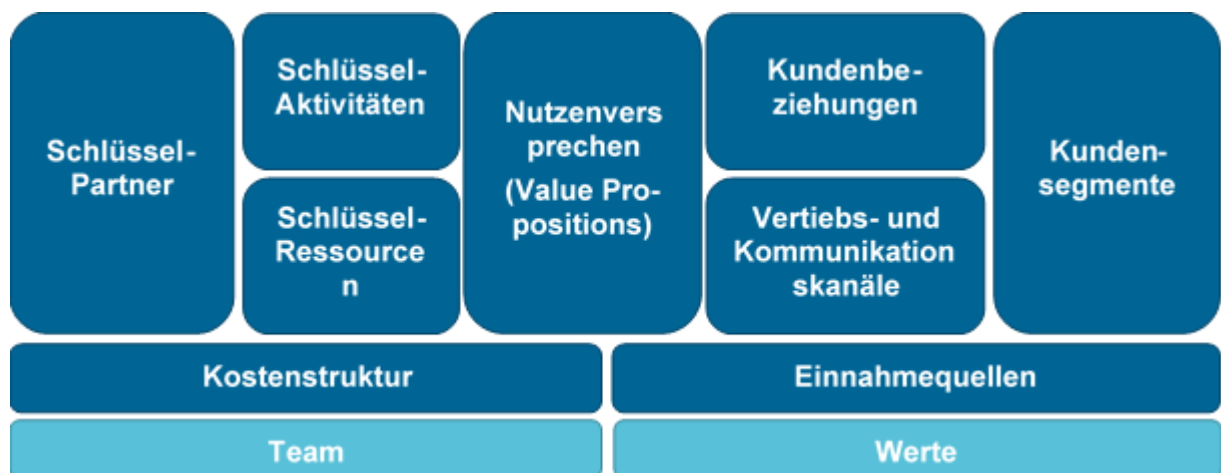 Schlüssel-
Partner
Schlüssel-
Aktivitäten
Schlüssel-
Ressource
n
Nutzenvers
prechen
(Value Pro-
positions)
Kundenbe-
ziehungen
Vertiebs- und
Kommunikation
skanäle
Kunden-
segmente
Kostenstruktur
Einnahmequellen
Team
Werte